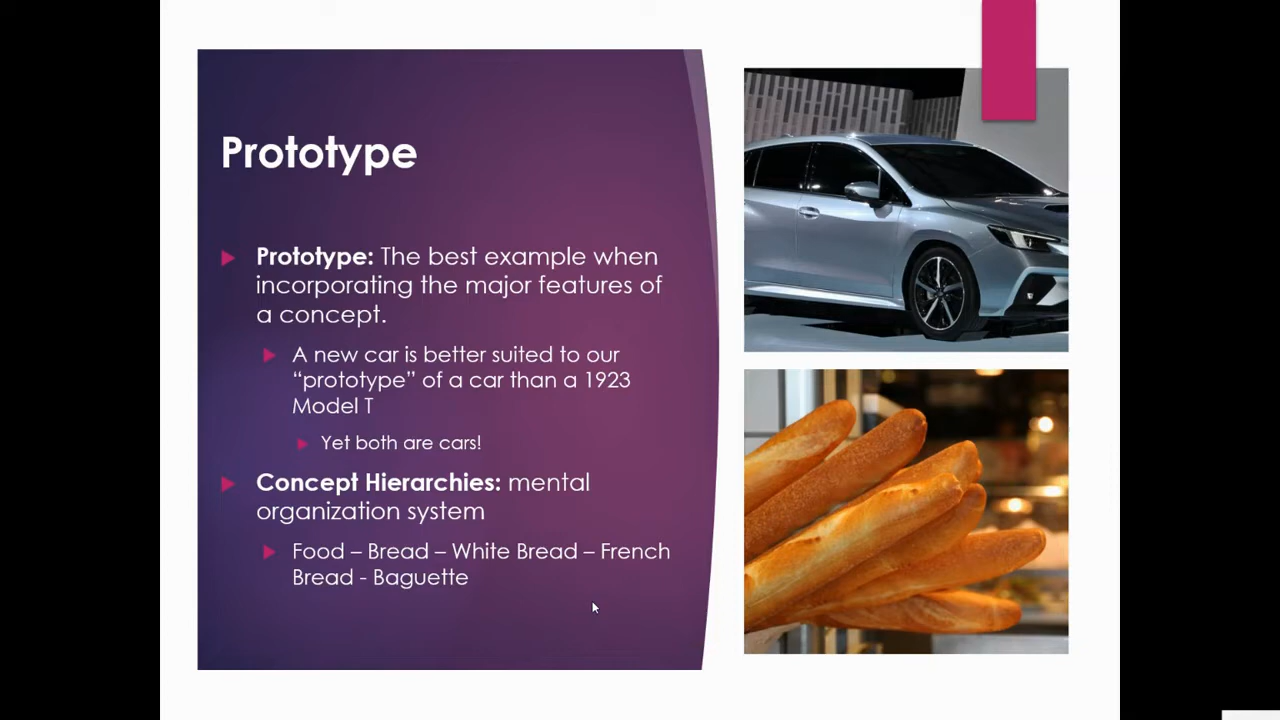 Prototype
Prototype: The best example when
incorporating the major features of
a concept.
A new car is better suited to our
“prototype” of a car than a 1923
Model T
Yet both are cars!
Concept Hierarchies: mental
organization system
Food – Bread – White Bread – French
Bread - Baguette